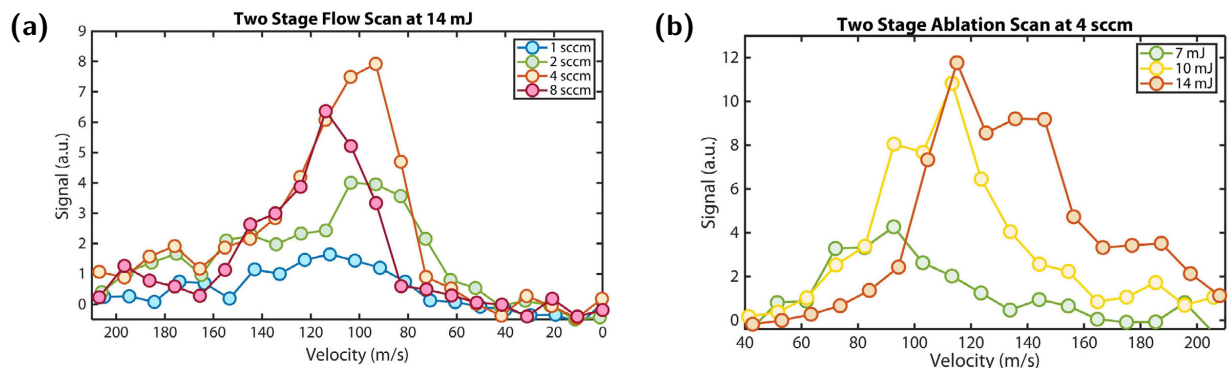 (a)
Two Stage Flow Scan at 14 mJ
1 sccm
2 sccm
4 sccm
8 sccm
Signal (a.u.)
9
8
7
6
5
4
3
2
1
0
200 180 160 140 120 100 80 60 40 20 0
Velocity (m/s)
(b)
Two Stage Ablation Scan at 4 sccm
7 mJ
10 mJ
14 mJ
Signal (a.u.)
12
10
8
6
4
2
0
40 60 80 100 120 140 160 180 200
Velocity (m/s)